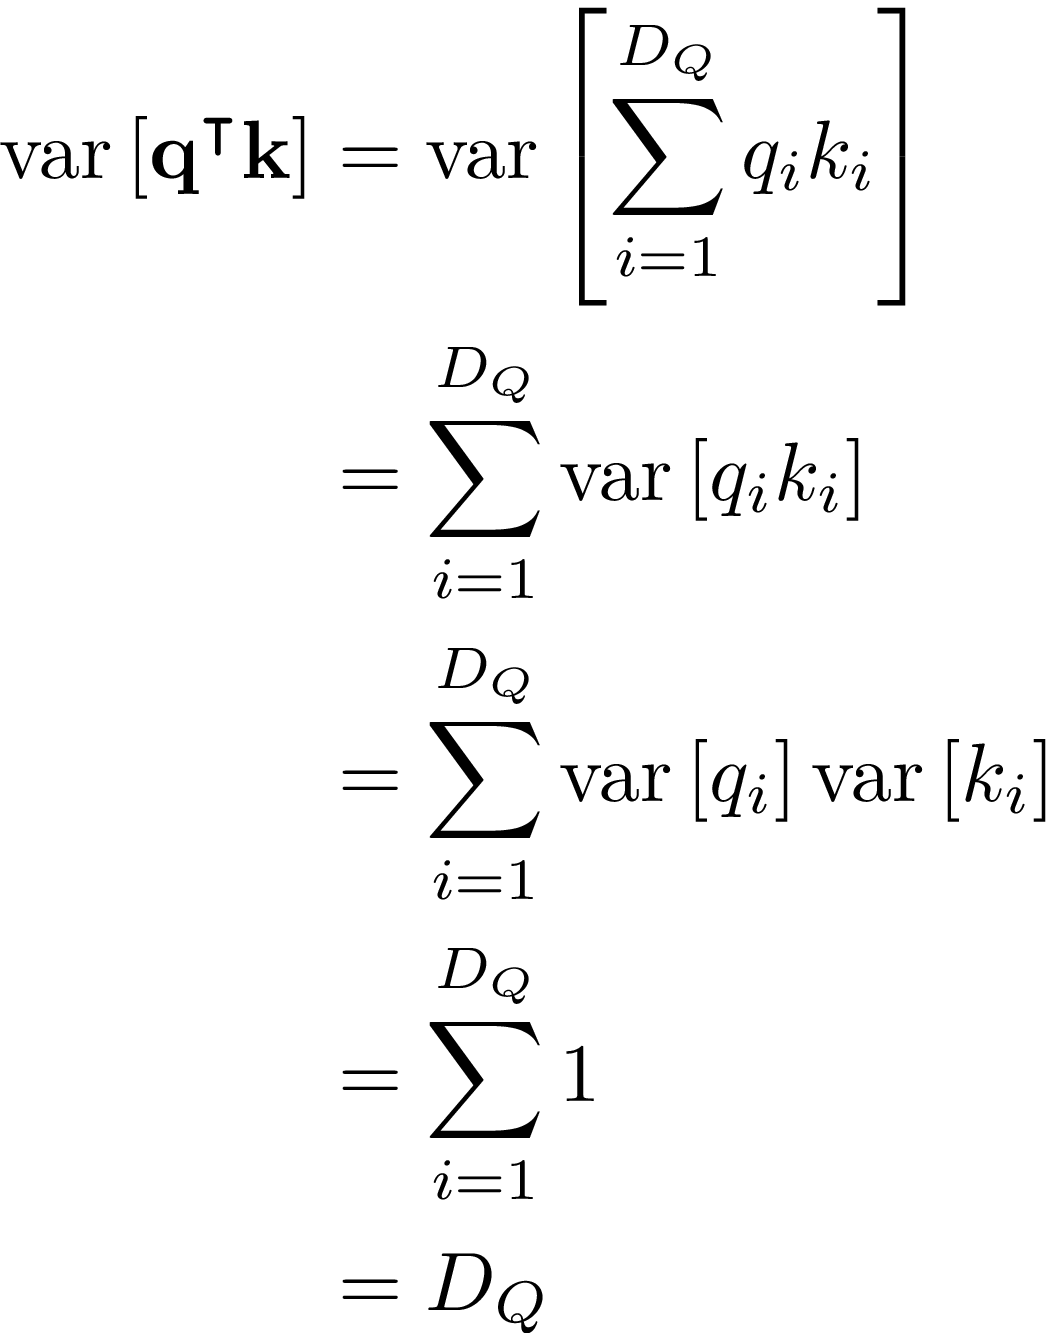 var [𝐪ᵀ𝐤] = var [∑_{i=1}^{D_Q} q_i k_i]
= ∑_{i=1}^{D_Q} var [q_i k_i]
= ∑_{i=1}^{D_Q} var [q_i] var [k_i]
= ∑_{i=1}^{D_Q} 1
= D_Q